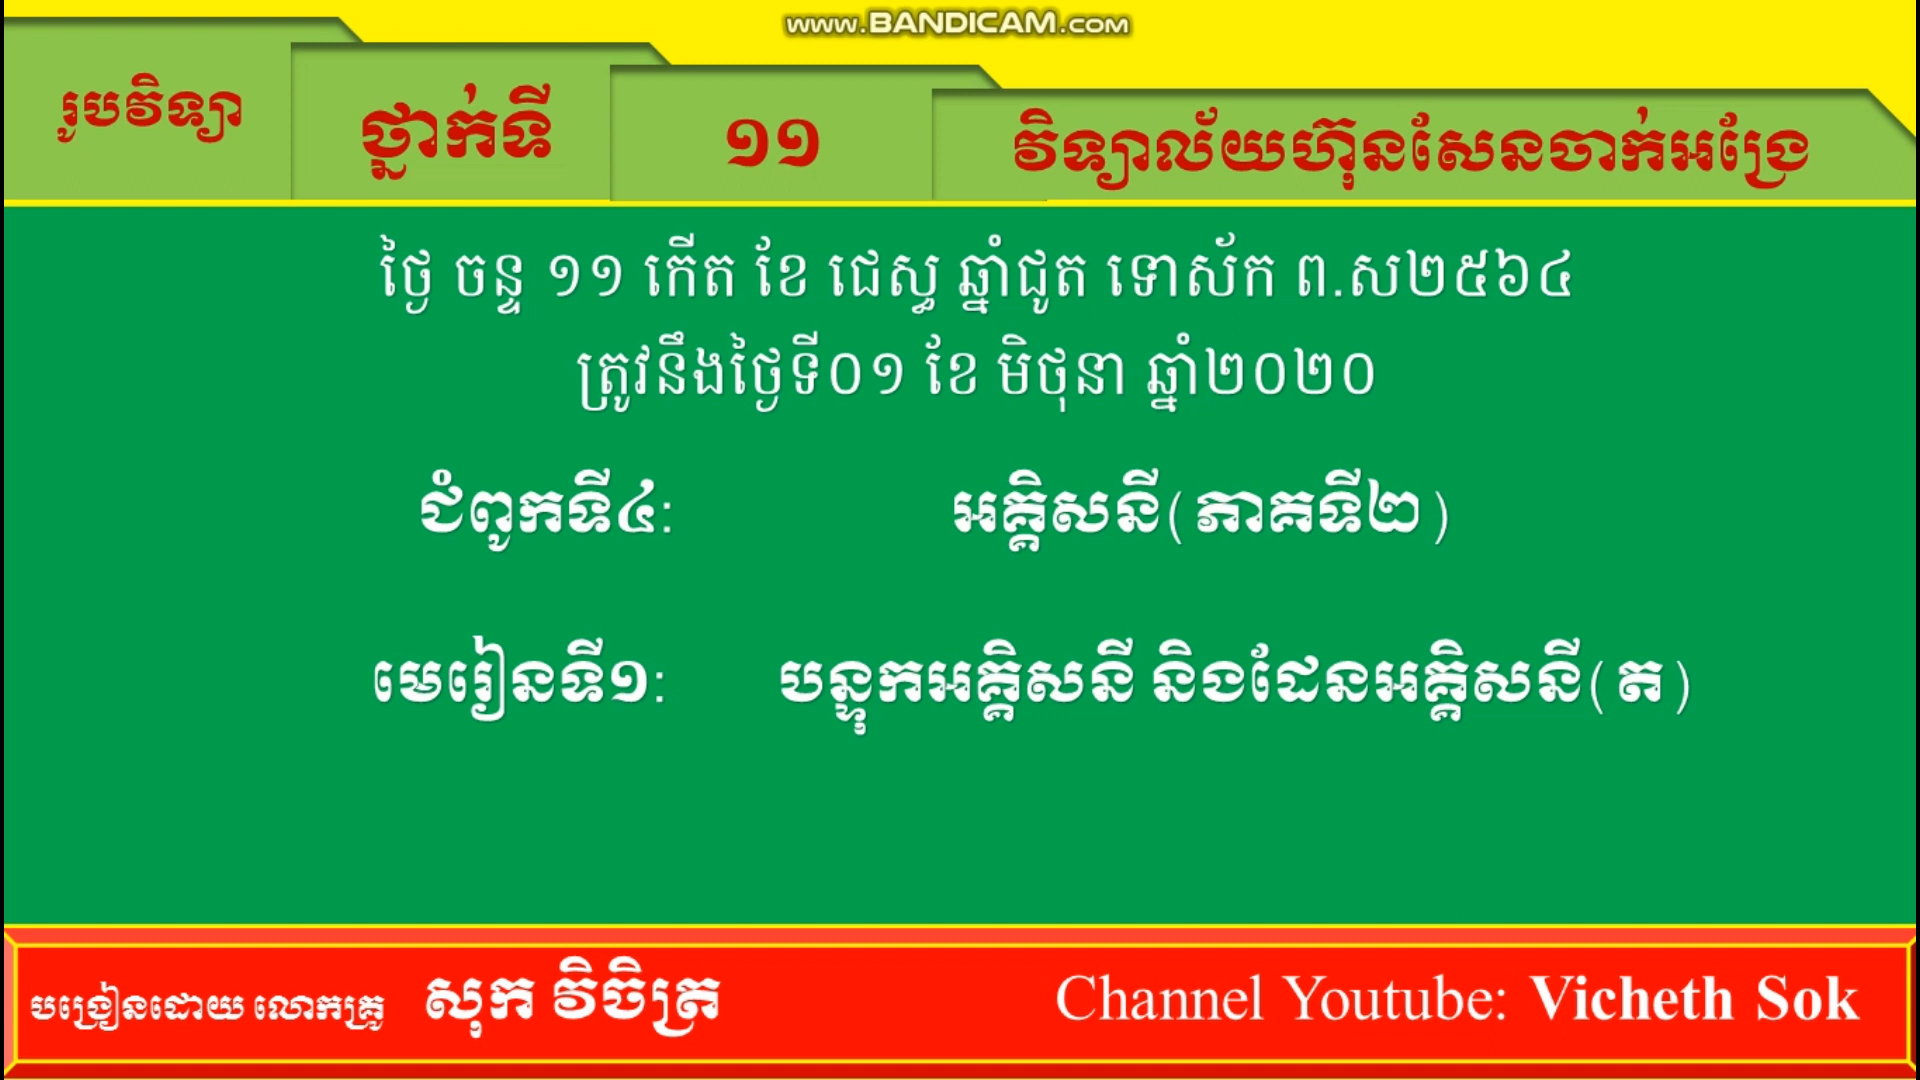 www.BANDICAM.com
រូបវិទ្យា
ថ្នាក់ទី
១១
វិទ្យាល័យហ៊ុនសែនចាក់អង្រែ
ថ្ងៃ ចន្ទ ១១ កើត ខែ ជេស្ឋ ឆ្នាំជូត ទោស័ក ព.ស២៥៦៤
ត្រូវនឹងថ្ងៃទី០១ ខែ មិថុនា ឆ្នាំ២០២០
ជំពូកទី៤: អគ្គិសនី(ភាគទី២)
មេរៀនទី១: បន្ទុកអគ្គិសនី និងដែនអគ្គិសនី(ត)
បង្រៀនដោយ លោកគ្រូ សុក វិចិត្រ
Channel Youtube: Vicheth Sok